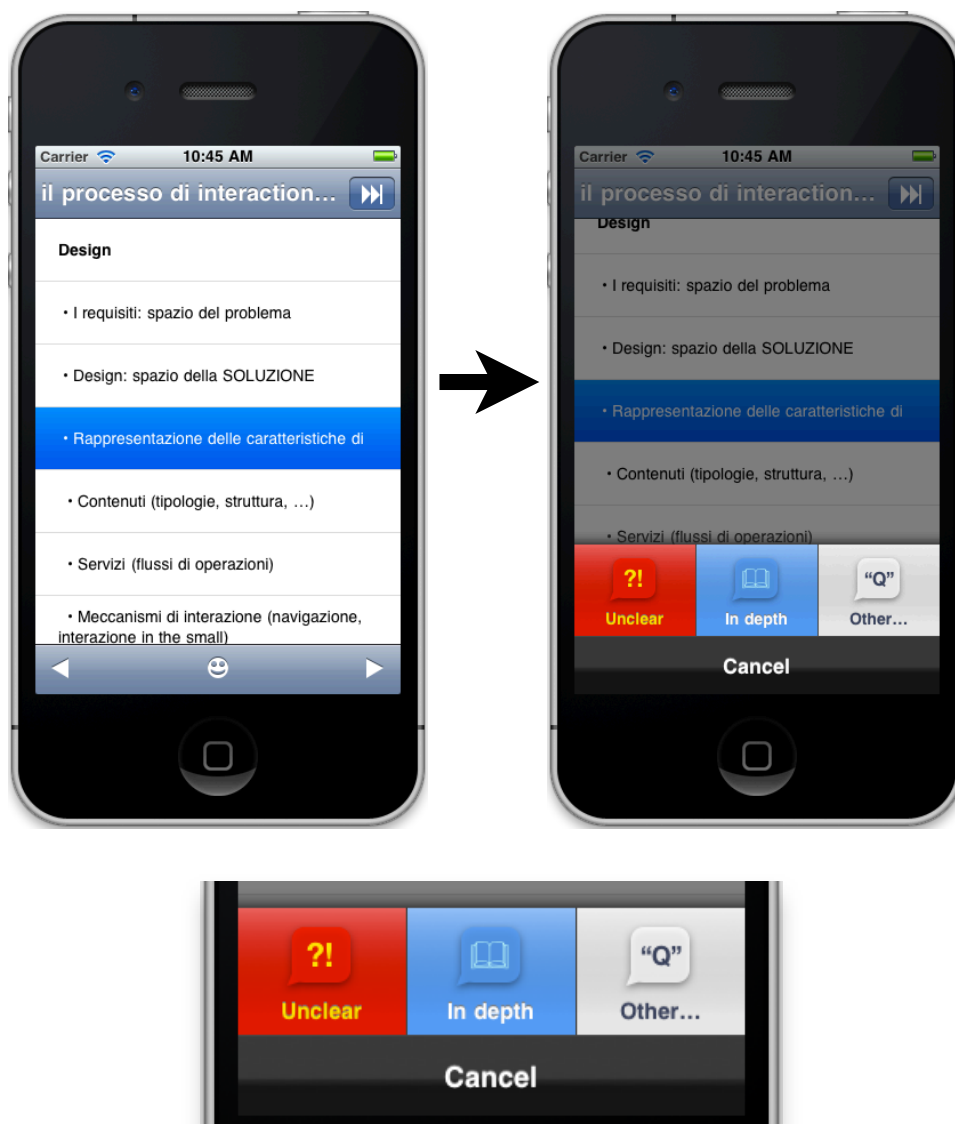 Carrier 10:45 AM
il processo di interaction...
Design
• I requisiti: spazio del problema
• Design: spazio della SOLUZIONE
• Rappresentazione delle caratteristiche di
• Contenuti (tipologie, struttura, ...)
• Servizi (flussi di operazioni)
• Meccanismi di interazione (navigazione,
interazione in the small)
Carrier 10:45 AM
il processo di interaction...
Design
• I requisiti: spazio del problema
• Design: spazio della SOLUZIONE
• Rappresentazione delle caratteristiche di
• Contenuti (tipologie, struttura, ...)
• Servizi (flussi di operazioni)
?! “Q”
Unclear In depth Other...
Cancel
?! “Q”
Unclear In depth Other...
Cancel